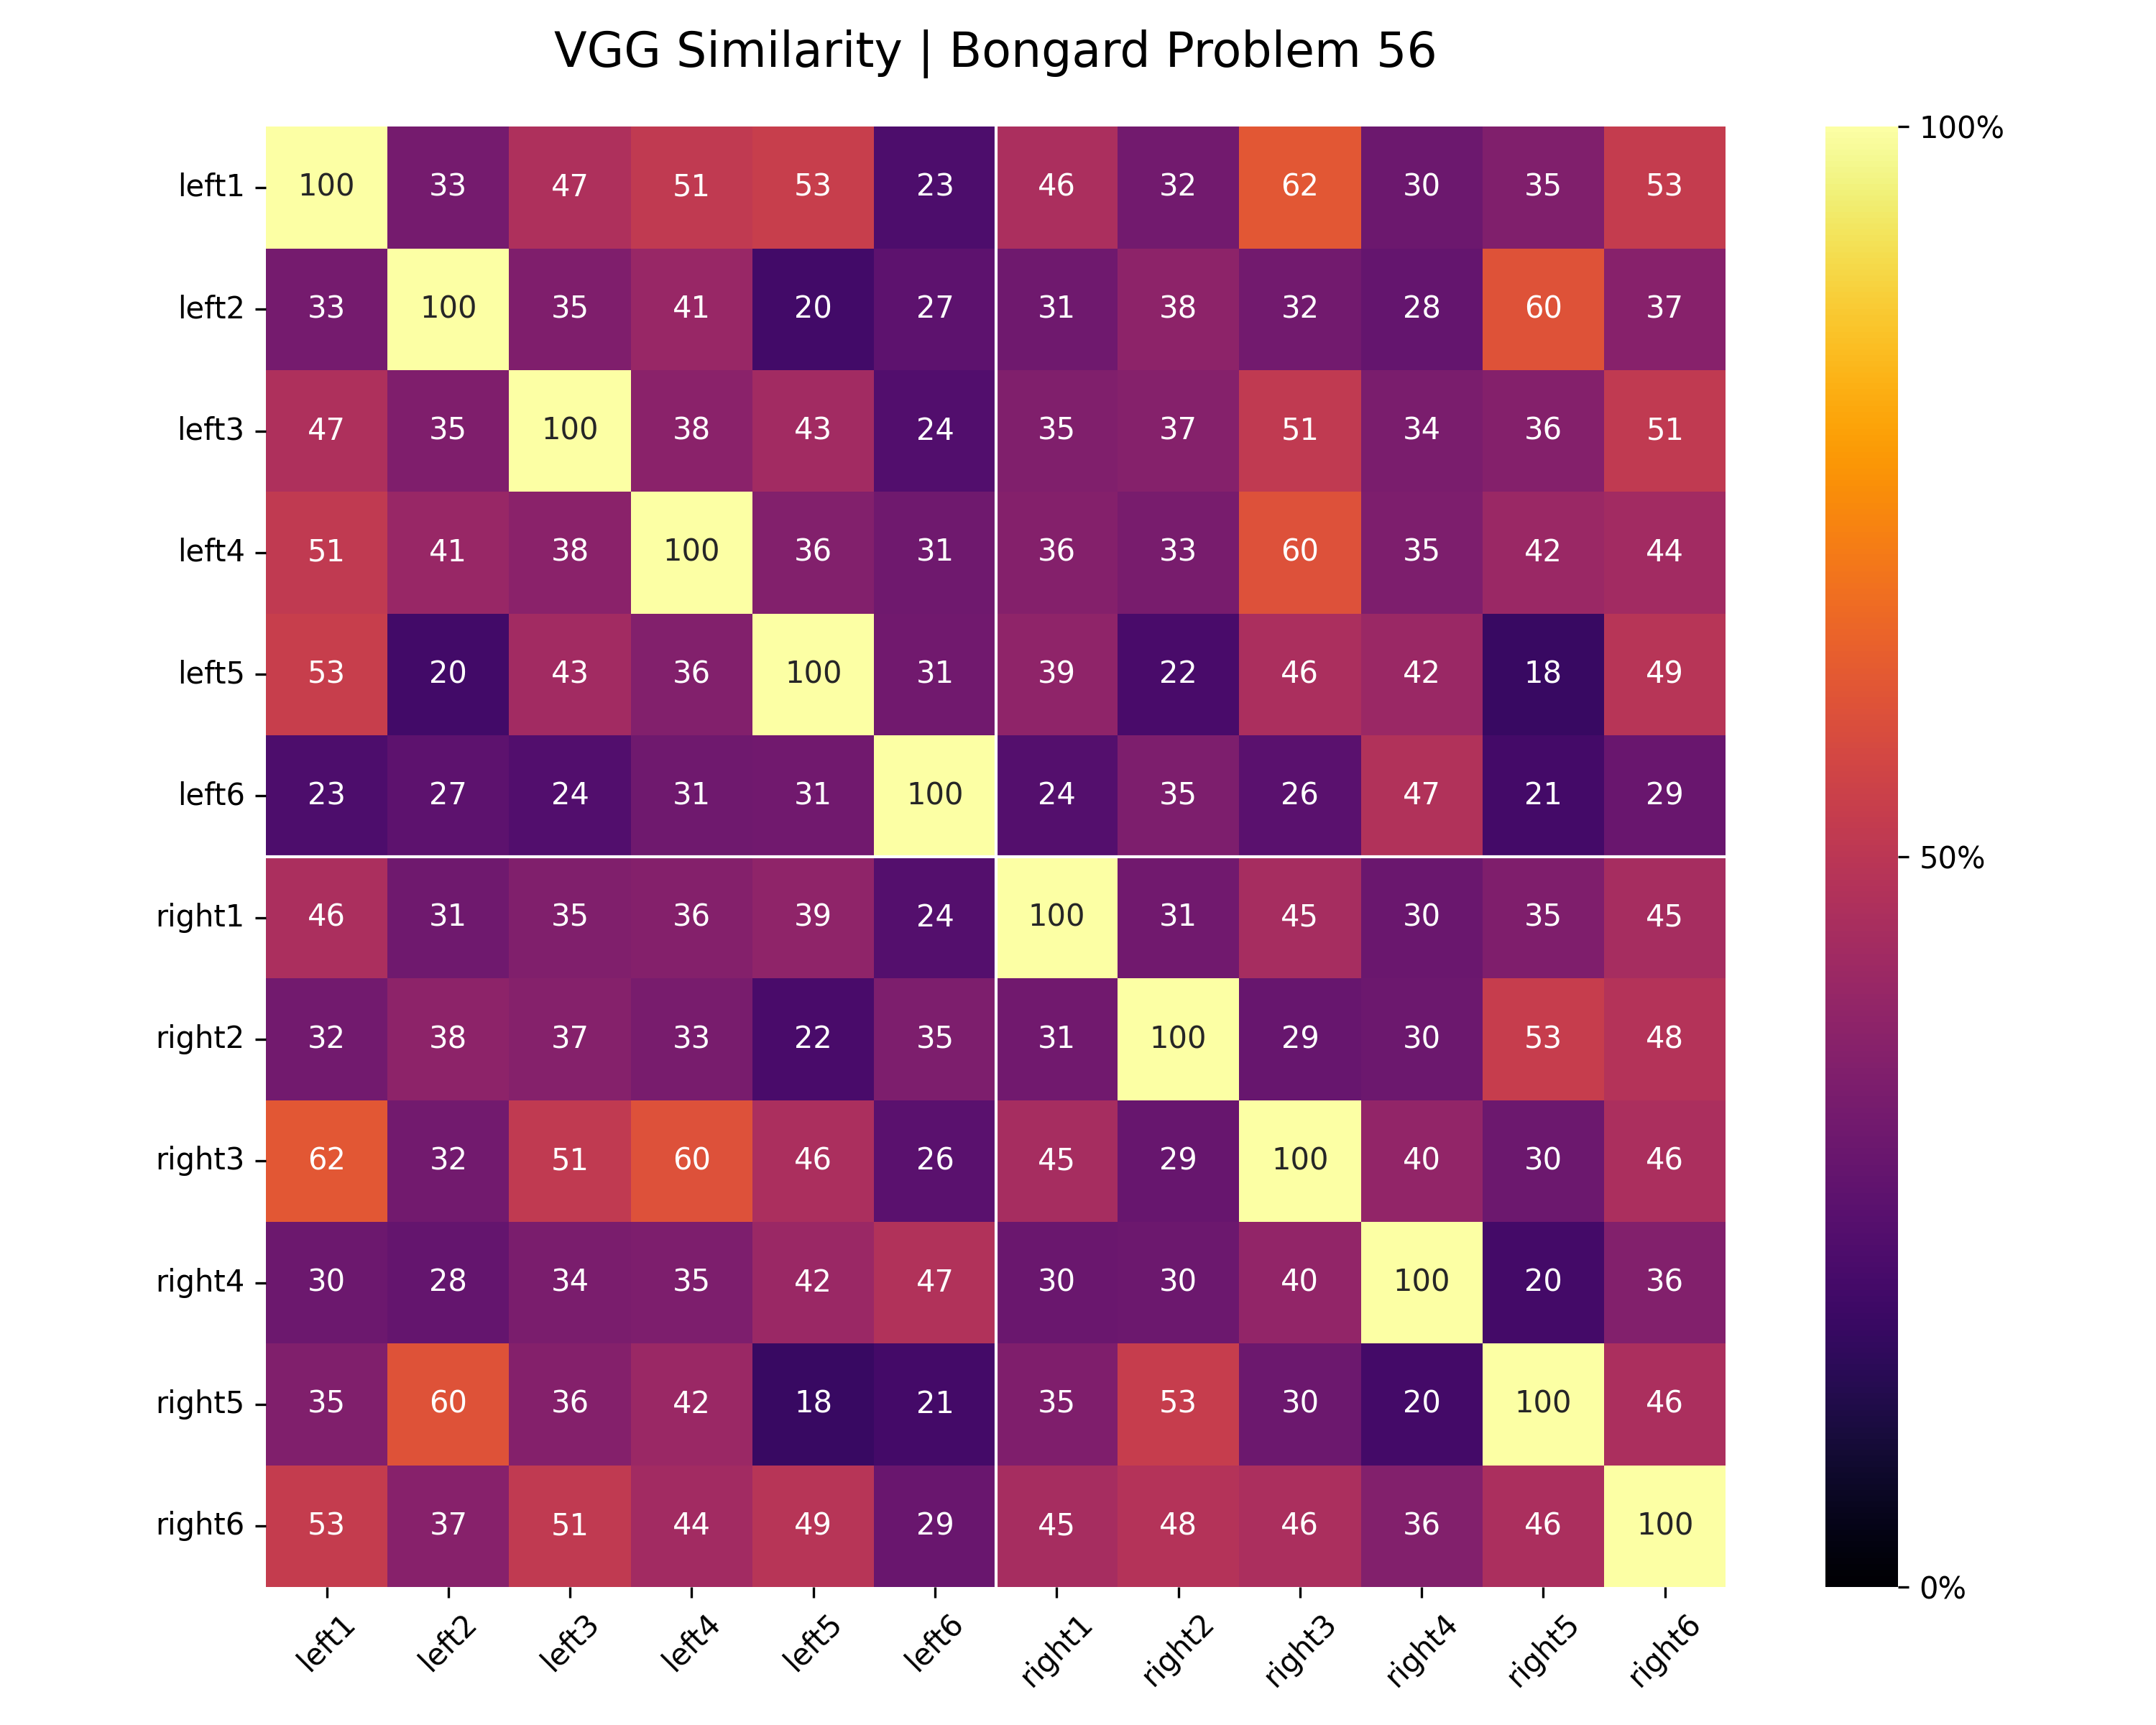 VGG Similarity | Bongard Problem 56
100%
left1 100 33 47 51 53 23 46 32 62 30 35 53
left2 33 100 35 41 20 27 31 38 32 28 60 37
left3 47 35 100 38 43 24 35 37 51 34 36 51
left4 51 41 38 100 36 31 36 33 60 35 42 44
left5 53 20 43 36 100 31 39 22 46 42 18 49
left6 23 27 24 31 31 100 24 35 26 47 21 29
50%
right1 46 31 35 36 39 24 100 31 45 30 35 45
right2 32 38 37 33 22 35 31 100 29 30 53 48
right3 62 32 51 60 46 26 45 29 100 40 30 46
right4 30 28 34 35 42 47 30 30 40 100 20 36
right5 35 60 36 42 18 21 35 53 30 20 100 46
right6 53 37 51 44 49 29 45 48 46 36 46 100
0%
left1 left2 left3 left4 left5 left6 right1 right2 right3 right4 right5 right6